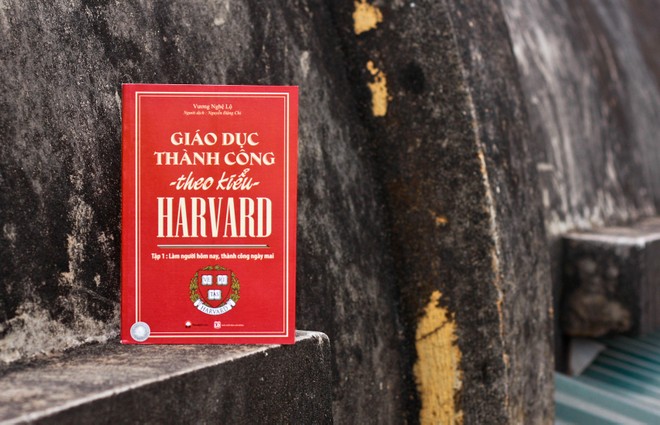 Vương Nghệ Lộ
Người dịch : Nguyễn Đặng Chi
GIÁO DỤC
THÀNH CÔNG
-theo kiểu-
HARVARD
Tập 1 : Làm người hôm nay, thành công ngày mai
VE RI TAS
HARVARD